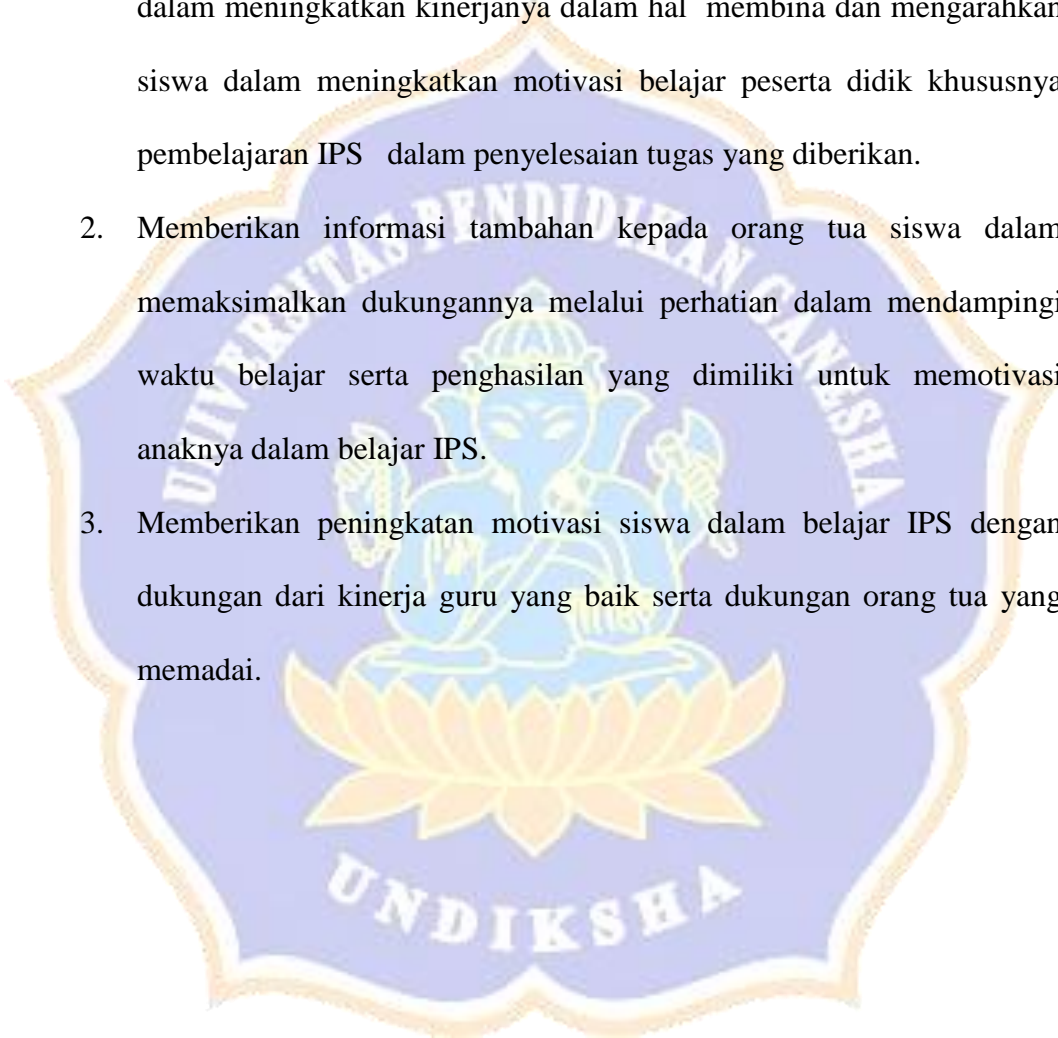 dalam meningkatkan kinerjanya dalam hal membina dan mengarahkan
siswa dalam meningkatkan motivasi belajar peserta didik khususnya
pembelajaran IPS dalam penyelesaian tugas yang diberikan.
2. Memberikan informasi tambahan kepada orang tua siswa dalam
memaksimalkan dukungannya melalui perhatian dalam mendampingi
waktu belajar serta penghasilan yang dimiliki untuk memotivasi
anaknya dalam belajar IPS.
3. Memberikan peningkatan motivasi siswa dalam belajar IPS dengan
dukungan dari kinerja guru yang baik serta dukungan orang tua yang
memadai.
UNIVERSITAS PENDIDIKAN GANESHA
UNDIKSHA